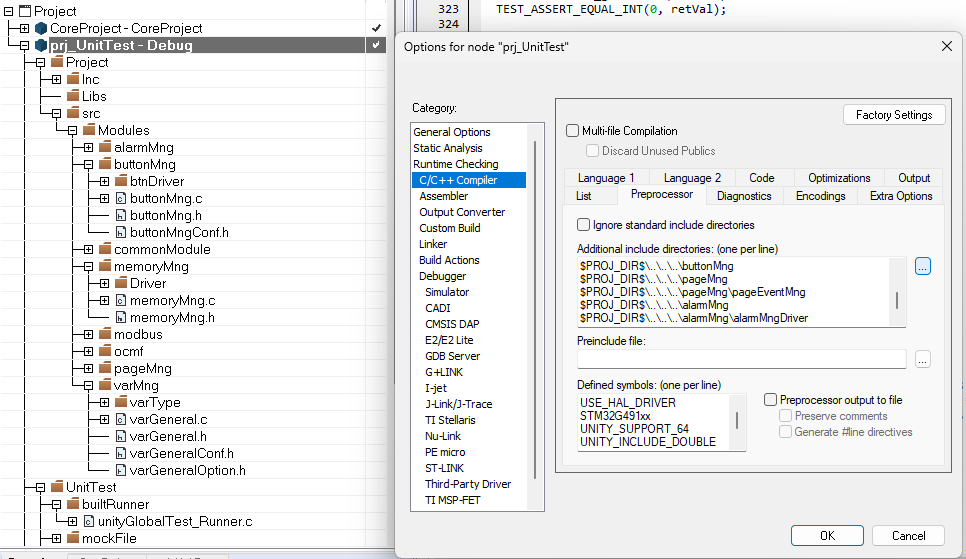 Project
CoreProject - CoreProject
prj_UnitTest - Debug
Project
Inc
Libs
src
Modules
alarmMng
buttonMng
btnDriver
buttonMng.c
buttonMng.h
buttonMngConf.h
commonModule
memoryMng
Driver
memoryMng.c
memoryMng.h
modbus
ocmf
pageMng
varMng
varType
varGeneral.c
varGeneral.h
varGeneralConf.h
varGeneralOption.h
UnitTest
builtRunner
unityGlobalTest_Runner.c
mockFile
323 TEST_ASSERT_EQUAL_INT(0, retVal);
324
Options for node "prj_UnitTest"
Category:
General Options
Static Analysis
Runtime Checking
C/C++ Compiler
Assembler
Output Converter
Custom Build
Linker
Build Actions
Debugger
Simulator
CADI
CMSIS DAP
E2/E2 Lite
GDB Server
G+LINK
I-jet
J-Link/J-Trace
TI Stellaris
Nu-Link
PE micro
ST-LINK
Third-Party Driver
TI MSP-FET
Factory Settings
Multi-file Compilation
Discard Unused Publics
Language 1 Language 2 Code Optimizations Output
List Preprocessor Diagnostics Encodings Extra Options
Ignore standard include directories
Additional include directories: (one per line)
$PROJ_DIR$\..\..\..\buttonMng
$PROJ_DIR$\..\..\..\pageMng
$PROJ_DIR$\..\..\..\pageMng\pageEventMng
$PROJ_DIR$\..\..\..\alarmMng
$PROJ_DIR$\..\..\..\alarmMng\alarmMngDriver
...
Preinclude file:
...
Defined symbols: (one per line)
USE_HAL_DRIVER
STM32G491xx
UNITY_SUPPORT_64
UNITY_INCLUDE_DOUBLE
Preprocessor output to file
Preserve comments
Generate #line directives
OK Cancel